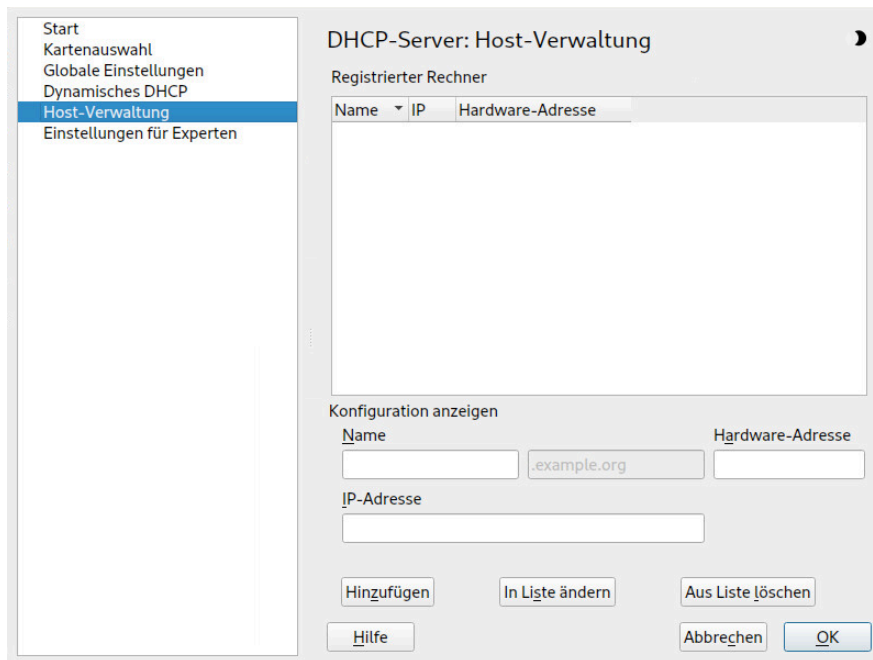 Start
Kartenauswahl
Globale Einstellungen
Dynamisches DHCP
Host-Verwaltung
Einstellungen für Experten
DHCP-Server: Host-Verwaltung
Registrierter Rechner
Name IP Hardware-Adresse
Konfiguration anzeigen
Name Hardware-Adresse
.example.org
IP-Adresse
Hinzufügen In Liste ändern Aus Liste löschen
Hilfe Abbrechen OK